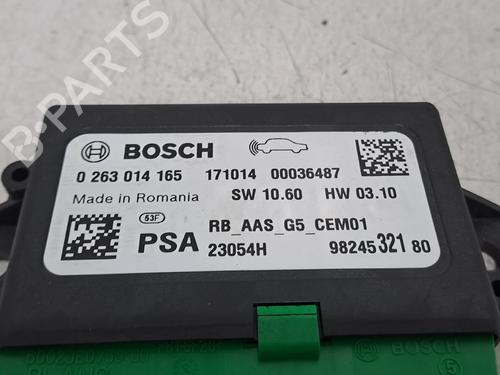 B-PARTS
BOSCH
0 263 014 165 171014 00036487
Made in Romania SW 10.60 HW 03.10
53F
PSA RB_AAS_G5_CEM01
23054H 98245 321 80
5